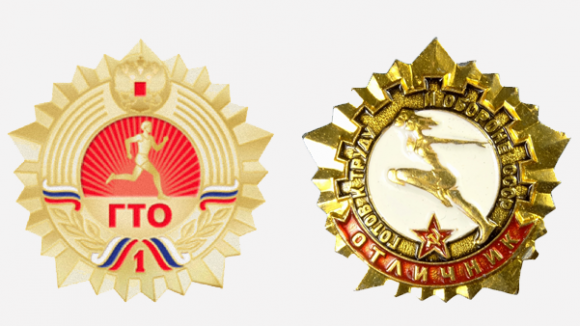 ГТО
1
ГОТОВ К ТРУДУ И ОБОРОНЕ СССР
ОТЛИЧНИК